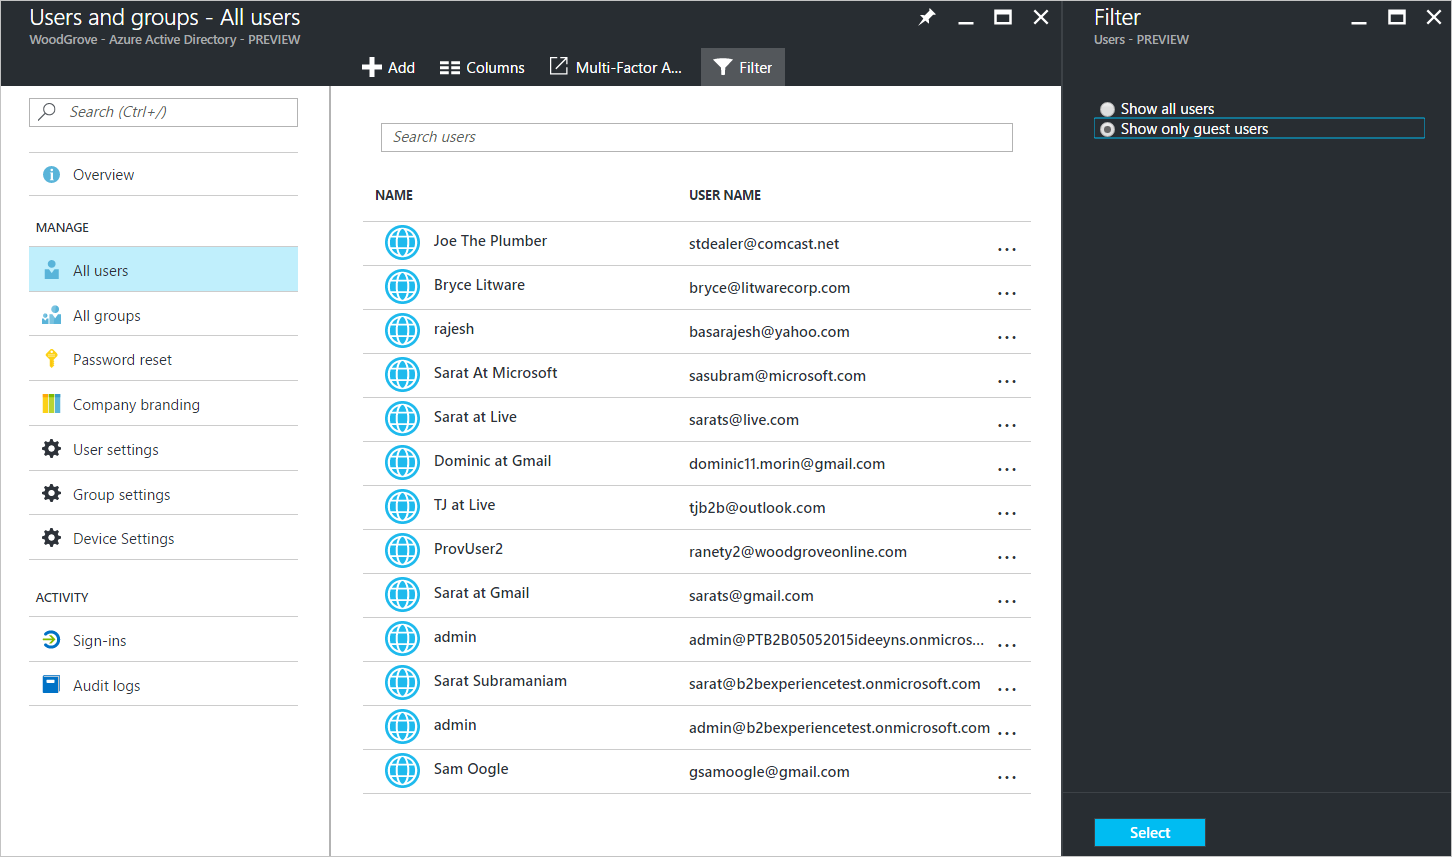 Users and groups - All users
WoodGrove - Azure Active Directory - PREVIEW
Add
Columns
Multi-Factor A...
Filter
Search (Ctrl+/)
Overview
MANAGE
All users
All groups
Password reset
Company branding
User settings
Group settings
Device Settings
ACTIVITY
Sign-ins
Audit logs
Search users
NAME USER NAME
Joe The Plumber stdealer@comcast.net ...
Bryce Litware bryce@litwarecorp.com ...
rajesh basarajesh@yahoo.com ...
Sarat At Microsoft sasubram@microsoft.com ...
Sarat at Live sarats@live.com ...
Dominic at Gmail dominic11.morin@gmail.com ...
TJ at Live tjb2b@outlook.com ...
ProvUser2 ranety2@woodgroveonline.com ...
Sarat at Gmail sarats@gmail.com ...
admin admin@PTB2B05052015ideeyns.onmicros... ...
Sarat Subramaniam sarat@b2bexperiencetest.onmicrosoft.com ...
admin admin@b2bexperiencetest.onmicrosoft.com ...
Sam Oogle gsamoogle@gmail.com ...
Filter
Users - PREVIEW
Show all users
Show only guest users
Select